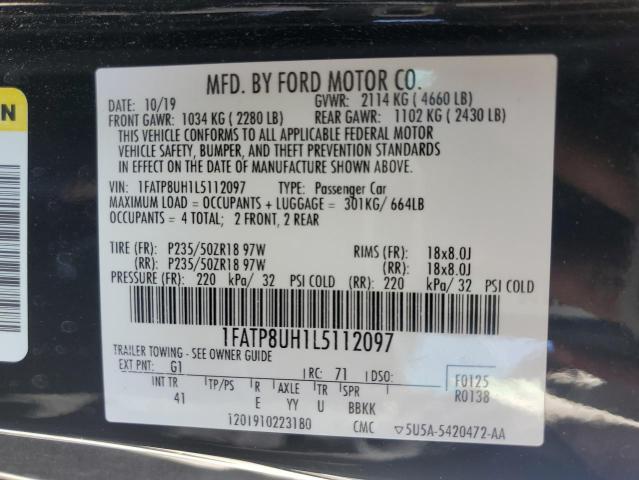 N
MFD. BY FORD MOTOR CO.
DATE: 10/19 GVWR: 2114 KG ( 4660 LB)
FRONT GAWR: 1034 KG ( 2280 LB) REAR GAWR: 1102 KG ( 2430 LB)
THIS VEHICLE CONFORMS TO ALL APPLICABLE FEDERAL MOTOR
VEHICLE SAFETY, BUMPER, AND THEFT PREVENTION STANDARDS
IN EFFECT ON THE DATE OF MANUFACTURE SHOWN ABOVE.
VIN: 1FATP8UH1L5112097 TYPE: Passenger Car
MAXIMUM LOAD = OCCUPANTS + LUGGAGE = 301KG/ 664LB
OCCUPANTS = 4 TOTAL; 2 FRONT, 2 REAR
TIRE (FR): P235/50ZR18 97W RIMS (FR): 18x8.0J
(RR): P235/50ZR18 97W (RR): 18x8.0J
PRESSURE (FR): 220 kPa/ 32 PSI COLD (RR): 220 kPa/ 32 PSI COLD
1FATP8UH1L5112097
TRAILER TOWING - SEE OWNER GUIDE
EXT PNT: G1 RC: 71 DSO: F0125
INT TR TP/PS R AXLE TR SPR R0138
41 E YY U BBKK
1201910223180 CMC ▽5U5A-5420472-AA